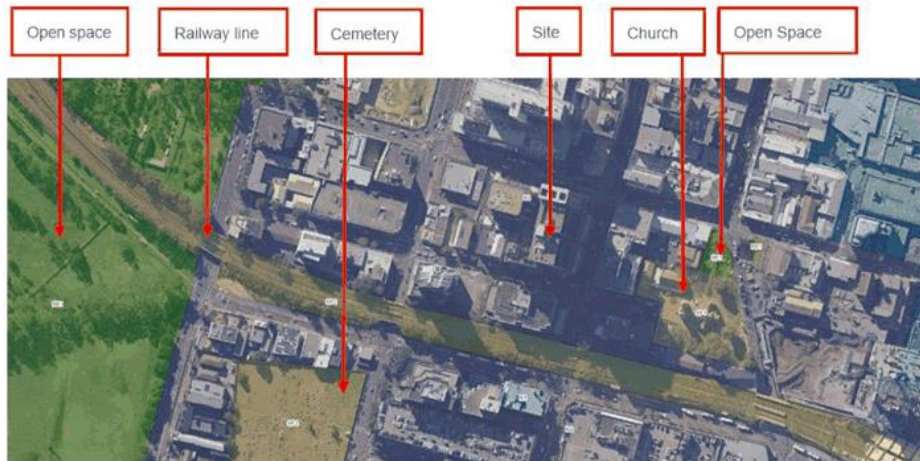 Open space
Railway line
Cemetery
Site
Church
Open Space